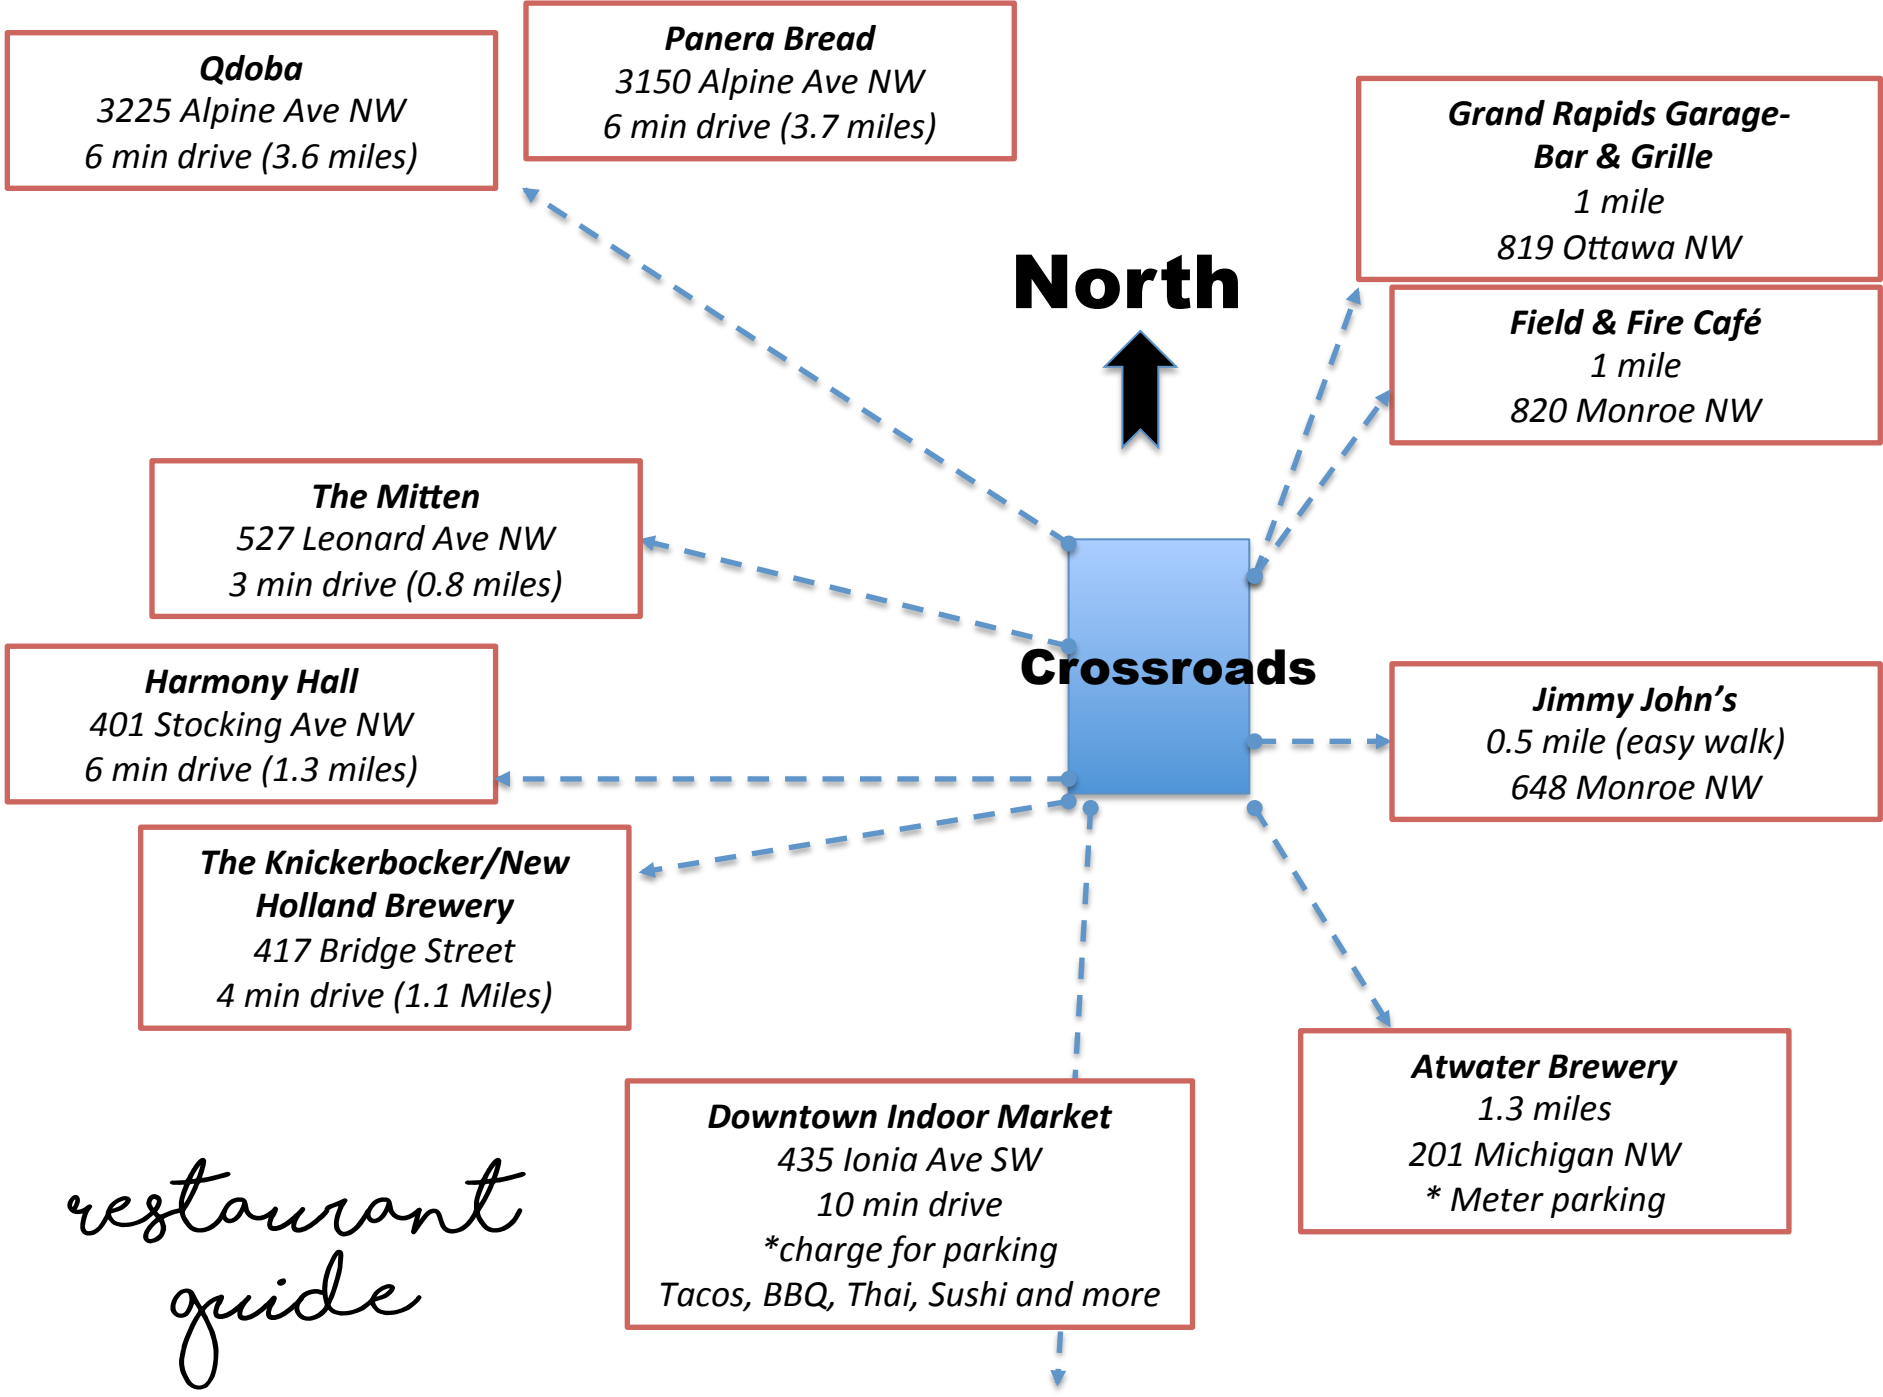 Qdoba
3225 Alpine Ave NW
6 min drive (3.6 miles)
Panera Bread
3150 Alpine Ave NW
6 min drive (3.7 miles)
Grand Rapids Garage-
Bar & Grille
1 mile
819 Ottawa NW
North
Field & Fire Café
1 mile
820 Monroe NW
The Mitten
527 Leonard Ave NW
3 min drive (0.8 miles)
Crossroads
Harmony Hall
401 Stocking Ave NW
6 min drive (1.3 miles)
Jimmy John’s
0.5 mile (easy walk)
648 Monroe NW
The Knickerbocker/New
Holland Brewery
417 Bridge Street
4 min drive (1.1 Miles)
Atwater Brewery
1.3 miles
201 Michigan NW
* Meter parking
Downtown Indoor Market
435 Ionia Ave SW
10 min drive
*charge for parking
Tacos, BBQ, Thai, Sushi and more
restaurant
guide